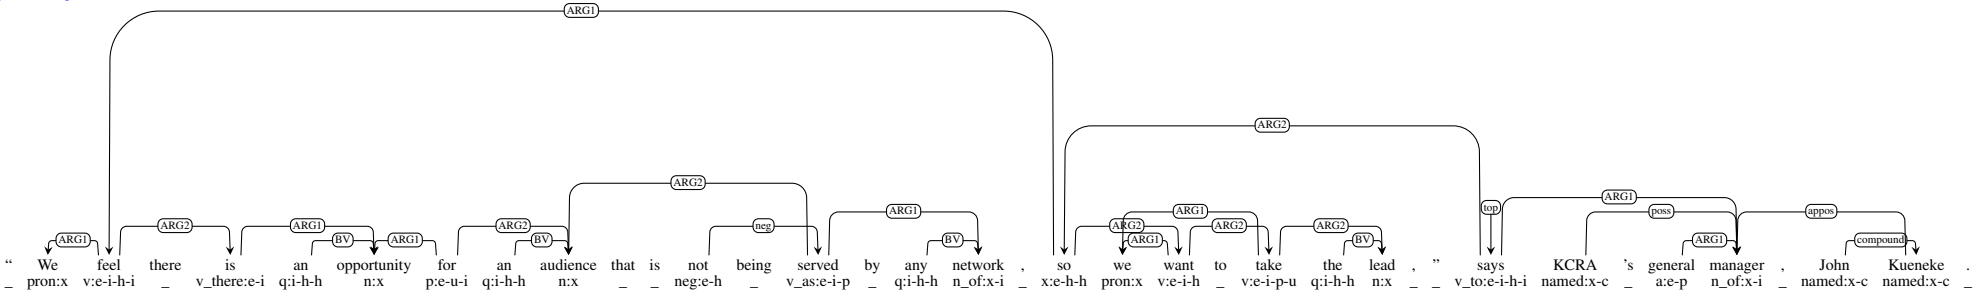 ARG1
ARG2
ARG2
top ARG1
ARG2 ARG1 ARG1 poss appos
ARG2 ARG1 ARG2 neg ARG2 ARG2 ARG2
ARG1 BV ARG1 BV BV ARG1 BV ARG1 compound
“ We feel there is an opportunity for an audience that is not being served by any network , so we want to take the lead , ” says KCRA ’s general manager , John Kueneke .
_ pron:x v:e-i-h-i _ v_there:e-i q:i-h-h n:x p:e-u-i q:i-h-h n:x _ _ neg:e-h _ v_as:e-i-p _ q:i-h-h n_of:x-i _ x:e-h-h pron:x v:e-i-h _ v:e-i-p-u q:i-h-h n:x _ _ v_to:e-i-h-i named:x-c _ a:e-p n_of:x-i _ named:x-c named:x-c _